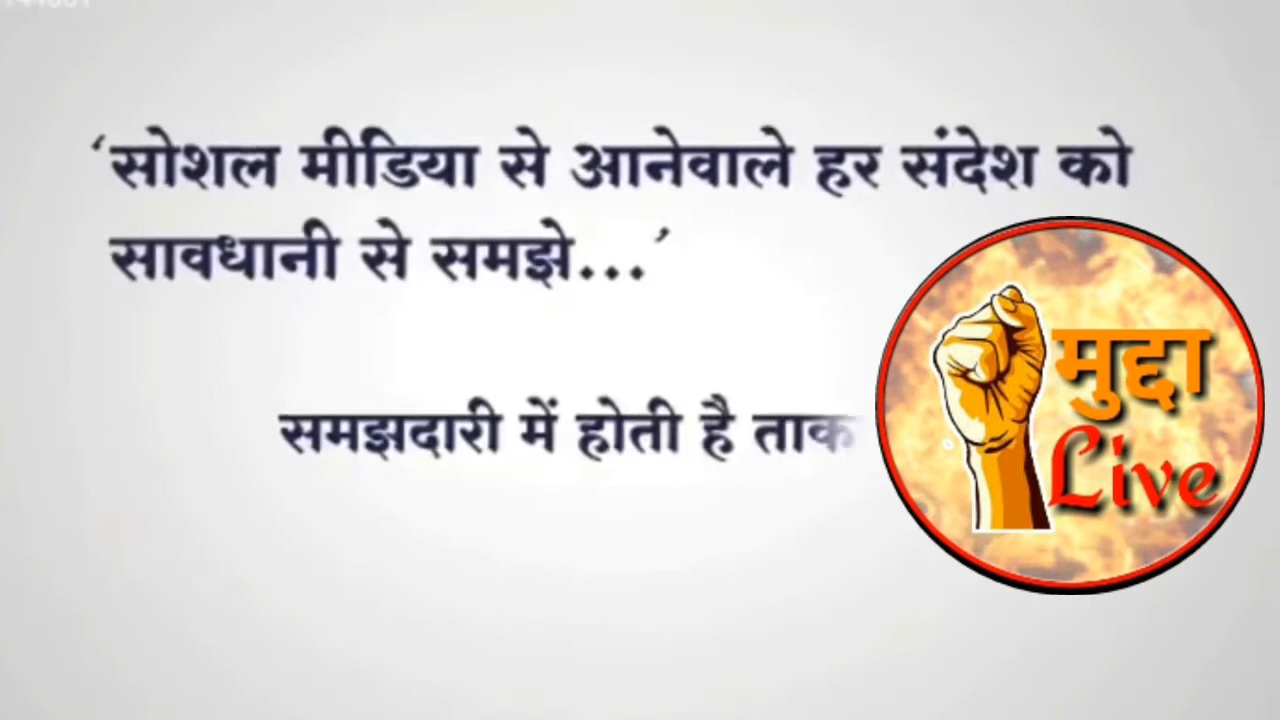 ‘सोशल मीडिया से आनेवाले हर संदेश को
सावधानी से समझे...’
समझदारी में होती है
मुद्दा
Live